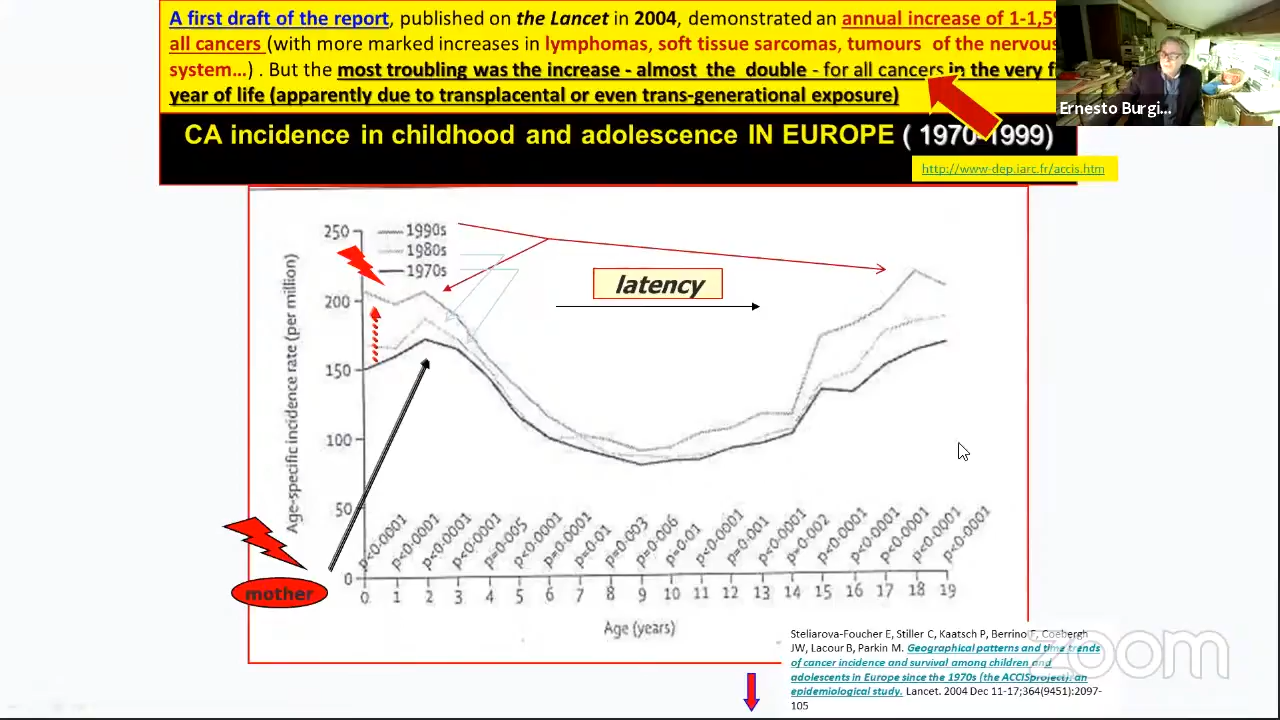 A first draft of the report, published on the Lancet in 2004, demonstrated an annual increase of 1-1,5
all cancers (with more marked increases in lymphomas, soft tissue sarcomas, tumours of the nervous
system…) . But the most troubling was the increase - almost the double - for all cancers in the very
year of life (apparently due to transplacental or even trans-generational exposure)
Ernesto Burgi...
CA incidence in childhood and adolescence IN EUROPE ( 1970-1999)
http://www-dep.iarc.fr/accis.htm
250
200
150
100
50
0
Age-specific incidence rate (per million)
1990s
1980s
1970s
latency
mother
p<0·0001
p<0·0001
p<0·0001
p<0·0001
p=0·005
p<0·0001
p=0·0001
p=0·01
p=0·003
p=0·006
p=0·01
p<0·0001
p=0·001
p<0·0001
p=0·002
p<0·0001
p<0·0001
p<0·0001
p<0·0001
p<0·0001
0 1 2 3 4 5 6 7 8 9 10 11 12 13 14 15 16 17 18 19
Age (years)
Steliarova-Foucher E, Stiller C, Kaatsch P, Berrino F, Coebergh
JW, Lacour B, Parkin M. Geographical patterns and time trends
of cancer incidence and survival among children and
adolescents in Europe since the 1970s (the ACCISproject): an
epidemiological study. Lancet. 2004 Dec 11-17;364(9451):2097-
105
zoom